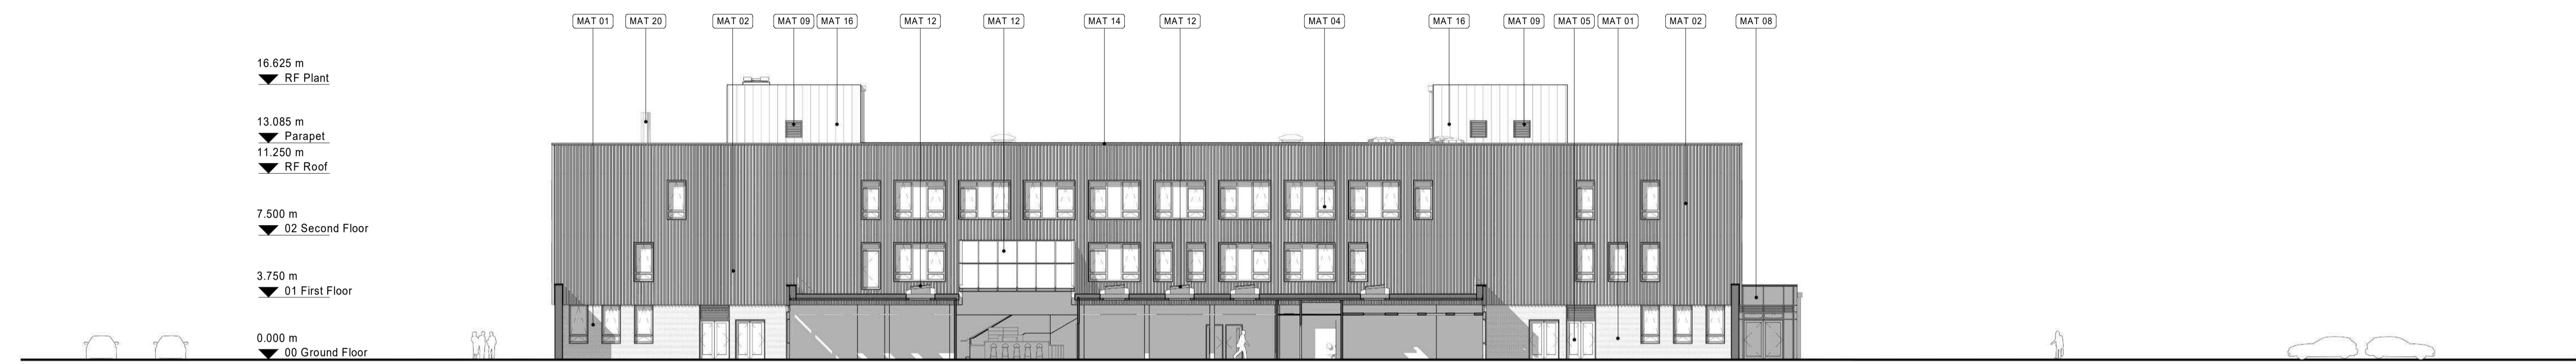 MAT 01
MAT 20
MAT 02
MAT 09
MAT 16
MAT 12
MAT 12
MAT 14
MAT 12
MAT 04
MAT 16
MAT 09
MAT 05
MAT 01
MAT 02
MAT 08
16.625 m
RF Plant
13.085 m
Parapet
11.250 m
RF Roof
7.500 m
02 Second Floor
3.750 m
01 First Floor
0.000 m
00 Ground Floor